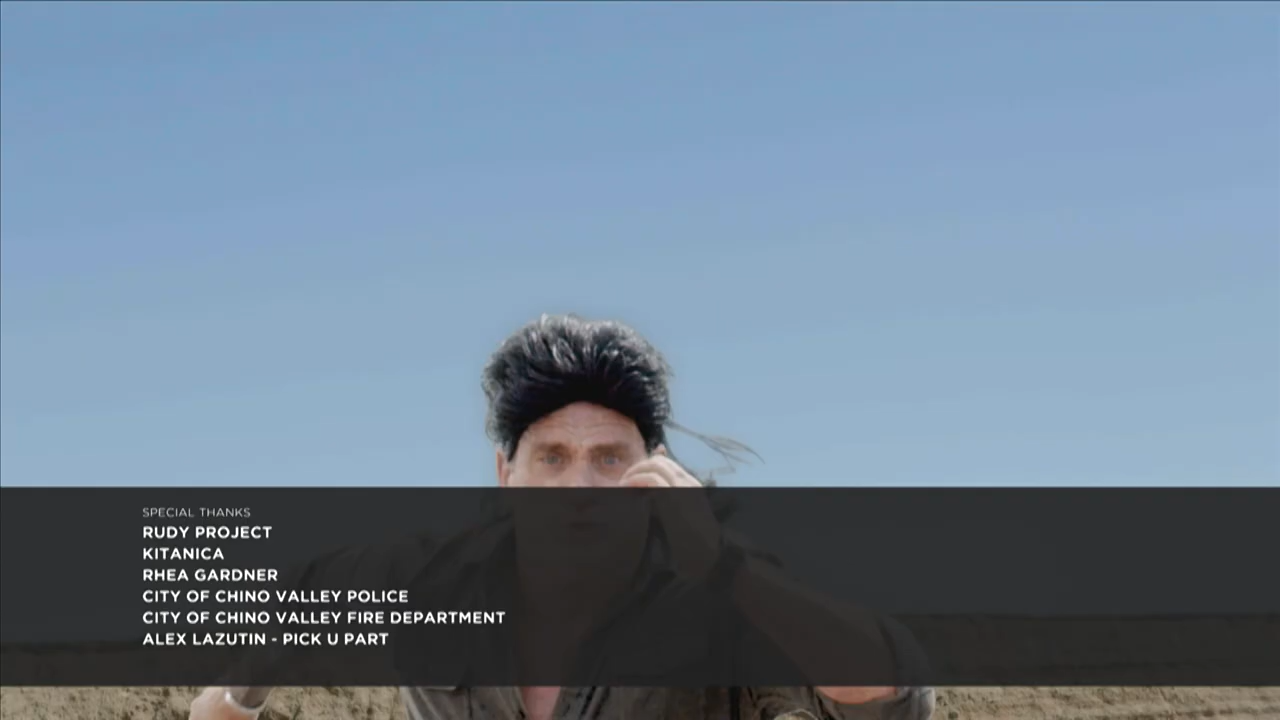 SPECIAL THANKS
RUDY PROJECT
KITANICA
RHEA GARDNER
CITY OF CHINO VALLEY POLICE
CITY OF CHINO VALLEY FIRE DEPARTMENT
ALEX LAZUTIN - PICK U PART